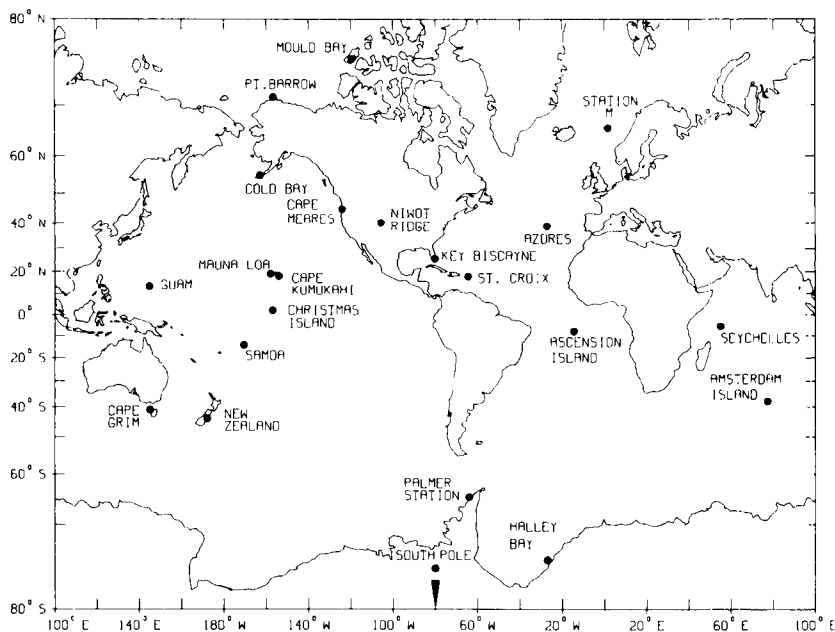 80° N
MOULD BAY
PT. BARROW
STATION
M
60° N
COLD BAY
CAPE
MEARES
NIWOT
RIDGE
40° N
AZORES
KEY BISCAYNE
MAUNA LOA
20° N
GUAM
CAPE
KUMUKAHI
ST. CROIX
0°
CHRISTMAS
ISLAND
ASCENSION
ISLAND
SEYCHELLES
20° S
SAMOA
AMSTERDAM
ISLAND
40° S
CAPE
GRIM
NEW
ZEALAND
60° S
PALMER
STATION
HALLEY
BAY
SOUTH POLE
80° S
100° E 140° E 180° W 140° W 100° W 60° W 20° W 20° E 60° E 100° E